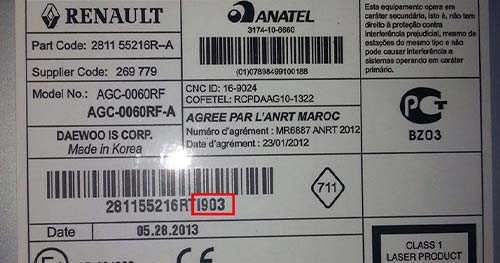 RENAULT
Part Code: 2811 55216R--A
Supplier Code: 269 779
Model No.: AGC-0060RF
AGC-0060RF-A
DAEWOO IS CORP.
Made in Korea
ANATEL
3174-10-6660
(01)07898499100188
CNC ID: 16-9024
COFETEL: RCPDAAG10-1322
AGREE PAR L'ANRT MAROC
Numéro d'agrément : MR6887 ANRT 2012
Date d'agrément : 23/01/2012
Este equipamento opera em
caráter secundário, isto é, não tem
direito à proteção contra
interferência prejudicial, mesmo de
estações do mesmo tipo e não
pode causar interferência a
sistemas operando em caráter
primário.
BZ03
281155216RTI903
711
Date 05.28.2013
CE
CLASS 1
LASER PRODUCT